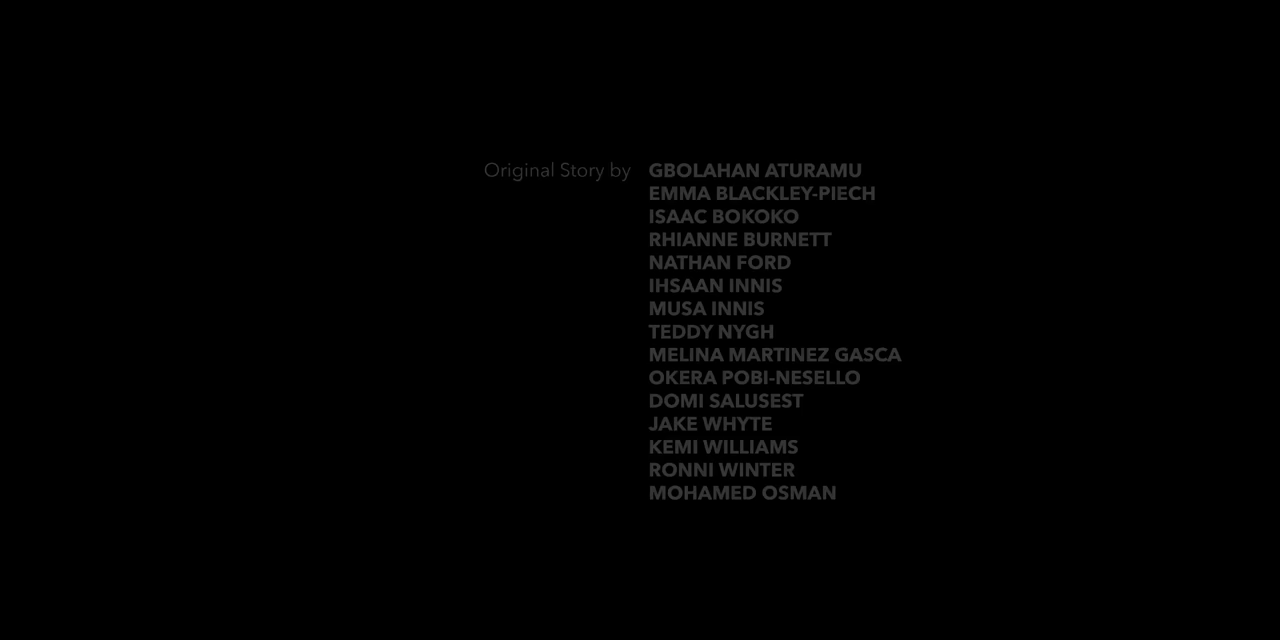 Original Story by GBOLAHAN ATURAMU
EMMA BLACKLEY-PIECH
ISAAC BOKOKO
RHIANNE BURNETT
NATHAN FORD
IHSAAN INNIS
MUSA INNIS
TEDDY NYGH
MELINA MARTINEZ GASCA
OKERA POBI-NESELLO
DOMI SALUSEST
JAKE WHYTE
KEMI WILLIAMS
RONNI WINTER
MOHAMED OSMAN